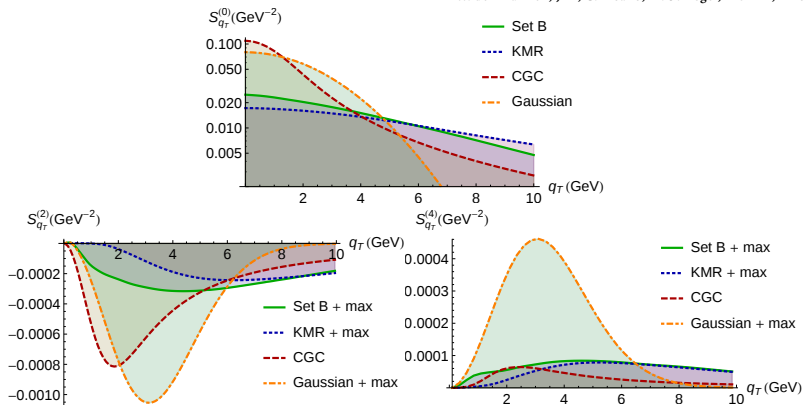 S_{q_T}^{(0)}(GeV^{-2})
0.100
0.050
0.020
0.010
0.005
2 4 6 8 10
q_T(GeV)
Set B
KMR
CGC
Gaussian
S_{q_T}^{(2)}(GeV^{-2})
2 4 6 8 10
q_T(GeV)
-0.0002
-0.0004
-0.0006
-0.0008
-0.0010
Set B + max
KMR + max
CGC
Gaussian + max
S_{q_T}^{(4)}(GeV^{-2})
0.0004
0.0003
0.0002
0.0001
0 2 4 6 8 10
q_T(GeV)
Set B + max
KMR + max
CGC
Gaussian + max